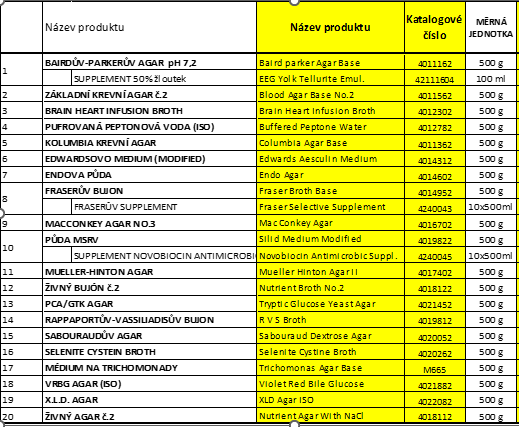 Název produktu Název produktu Katalogové číslo MĚRNÁ JEDNOTKA
1 BAIRDŮV-PARKERŮV AGAR pH 7,2 Baird parker Agar Base 4011162 500 g
SUPPLEMENT 50% žloutek EEG Yolk Tellurite Emul. 42111604 100 ml
2 ZÁKLADNÍ KREVNÍ AGAR č.2 Blood Agar Base No.2 4011562 500 g
3 BRAIN HEART INFUSION BROTH Brain Heart Infusion Broth 4012302 500 g
4 PUFROVANÁ PEPTONOVÁ VODA (ISO) Buffered Peptone Water 4012782 500 g
5 KOLUMBIA KREVNÍ AGAR Columbia Agar Base 4011362 500 g
6 EDWARDSOVO MEDIUM (MODIFIED) Edwards Aesculin Medium 4014312 500 g
7 ENDOVA PŮDA Endo Agar 4014602 500 g
8 FRASERŮV BUJON Fraser Broth Base 4014952 500 g
FRASERŮV SUPPLEMENT Fraser Selective Supplement 4240043 10x500ml
9 MACCONKEY AGAR NO.3 Mac Conkey Agar 4016702 500 g
10 PŮDA MSRV Silid Medium Modified 4019822 500 g
SUPPLEMENT NOVOBIOCIN ANTIMICROBI Novobiocin Antimicrobic Suppl. 4240045 10x500ml
11 MUELLER-HINTON AGAR Mueller Hinton Agar II 4017402 500 g
12 ŽIVNÝ BUJÓN č.2 Nutrient Broth No.2 4018122 500 g
13 PCA/GTK AGAR Tryptic Glucose Yeast Agar 4021452 500 g
14 RAPPAPORTŮV-VASSILIADISŮV BUJON R V S Broth 4019812 500 g
15 SABOURAUDŮV AGAR Sabouraud Dextrose Agar 4020052 500 g
16 SELENITE CYSTEIN BROTH Selenite Cystine Broth 4020262 500 g
17 MÉDIUM NA TRICHOMONADY Trichomonas Agar Base M665 500 g
18 VRBG AGAR (ISO) Violet Red Bile Glucose 4021882 500 g
19 X.L.D. AGAR XLD Agar ISO 4022082 500 g
20 ŽIVNÝ AGAR č.2 Nutrient Agar With NaCl 4018112 500 g